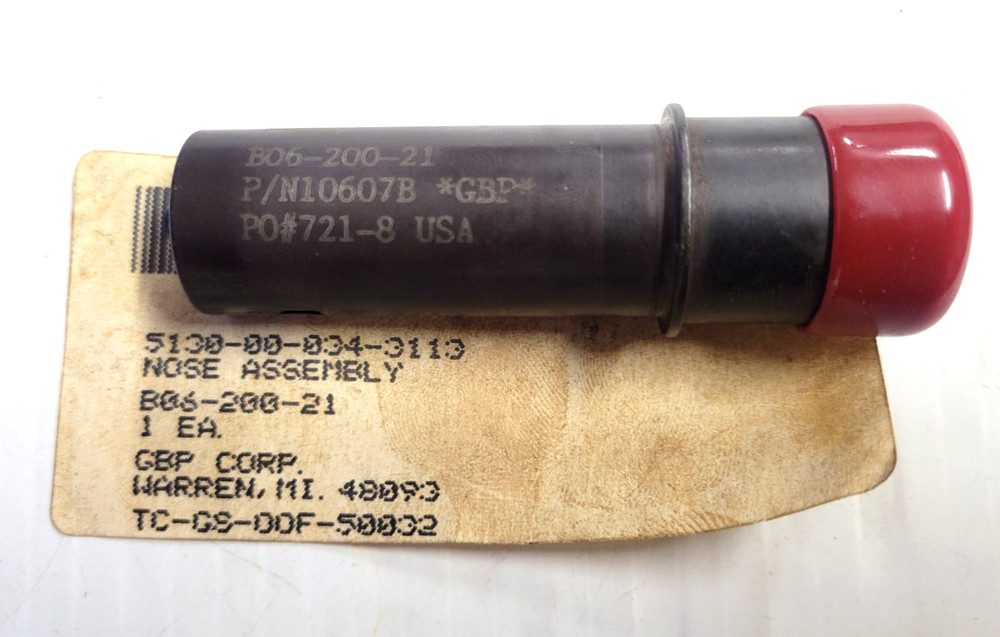 B06-200-21
P/N10607B *GBP*
PO#721-8 USA
5130-00-034-3113
NOSE ASSEMBLY
B06-200-21
1 EA.
GBP CORP.
WARREN, MI. 48093
TC-GS-OOF-50032